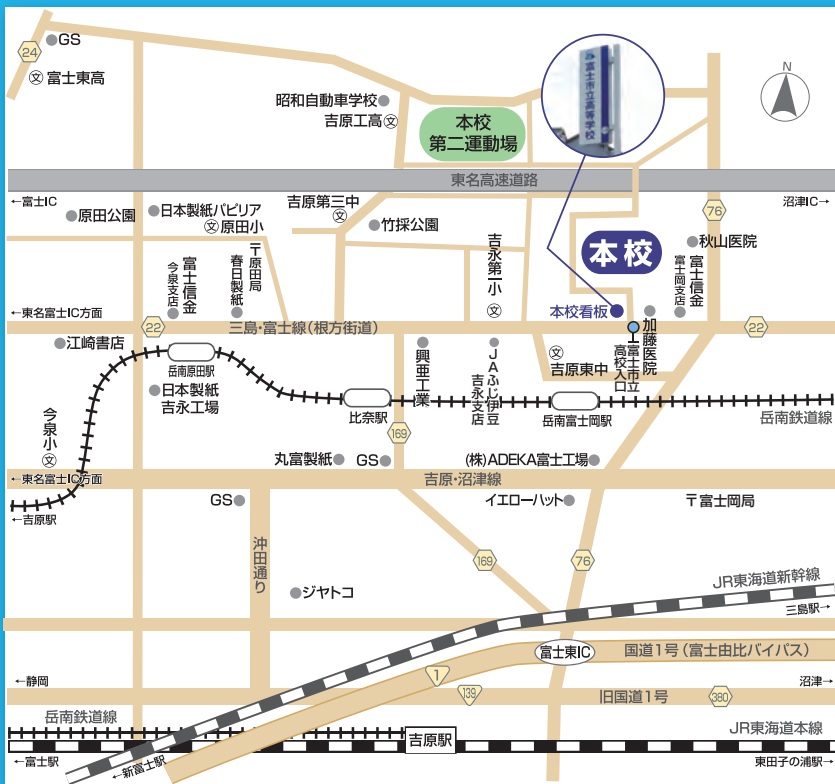 24
GS
富士東高
文
昭和自動車学校
吉原工高
文
本校
第二運動場
富士市立高等学校
N
東名高速道路
←富士IC
沼津IC→
原田公園
日本製紙パピリア
文
原田小
吉原第三中
文
竹採公園
76
秋山医院
〒原田局
春日製紙
富士信金
今泉支店
吉永第一小
文
本校
富士信金
富士岡支店
本校看板
加藤医院
富士市立
高校入口
←東名富士IC方面
22
三島・富士線(根方街道)
22
江崎書店
岳南原田駅
日本製紙
吉永工場
比奈駅
興亜工業
JAふじ伊豆
吉永支店
文
吉原東中
岳南富士岡駅
岳南鉄道線
今泉小
文
169
丸富製紙
GS
(株)ADEKA富士工場
←東名富士IC方面
吉原・沼津線
←吉原駅
GS
イエローハット
〒富士岡局
沖田通り
169
76
ジヤトコ
JR東海道新幹線
三島駅→
富士東IC
国道1号(富士由比バイパス)
←静岡
沼津→
1
139
旧国道1号
380
岳南鉄道線
吉原駅
JR東海道本線
←富士駅
←新富士駅
東田子の浦駅→